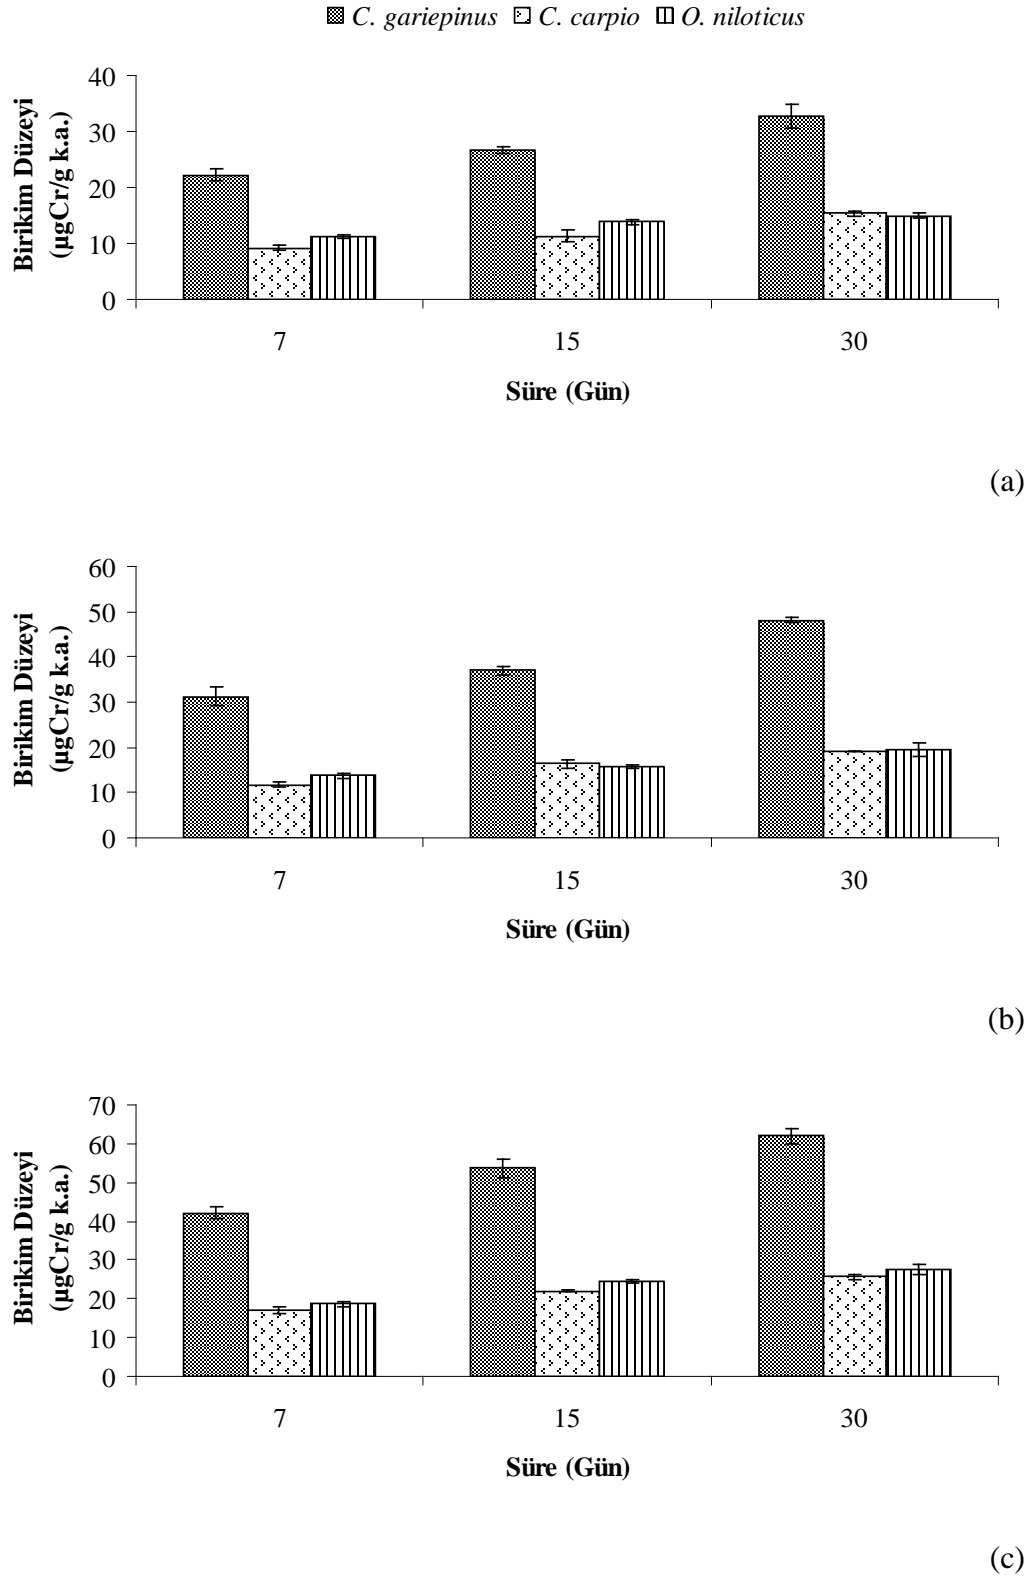 C. gariepinus C. carpio O. niloticus
Birikim Düzeyi
(µgCr/g k.a.)
40
30
20
10
0
7 15 30
Süre (Gün)
(a)
Birikim Düzeyi
(µgCr/g k.a.)
60
50
40
30
20
10
0
7 15 30
Süre (Gün)
(b)
Birikim Düzeyi
(µgCr/g k.a.)
70
60
50
40
30
20
10
0
7 15 30
Süre (Gün)
(c)